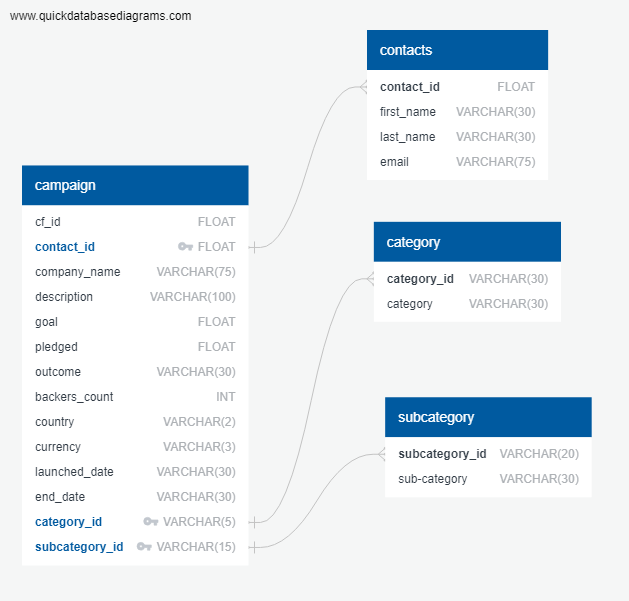 www.quickdatabasediagrams.com
contacts
contact_id FLOAT
first_name VARCHAR(30)
last_name VARCHAR(30)
email VARCHAR(75)
campaign
cf_id FLOAT
contact_id FLOAT
company_name VARCHAR(75)
description VARCHAR(100)
goal FLOAT
pledged FLOAT
outcome VARCHAR(30)
backers_count INT
country VARCHAR(2)
currency VARCHAR(3)
launched_date VARCHAR(30)
end_date VARCHAR(30)
category_id VARCHAR(5)
subcategory_id VARCHAR(15)
category
category_id VARCHAR(30)
category VARCHAR(30)
subcategory
subcategory_id VARCHAR(20)
sub-category VARCHAR(30)